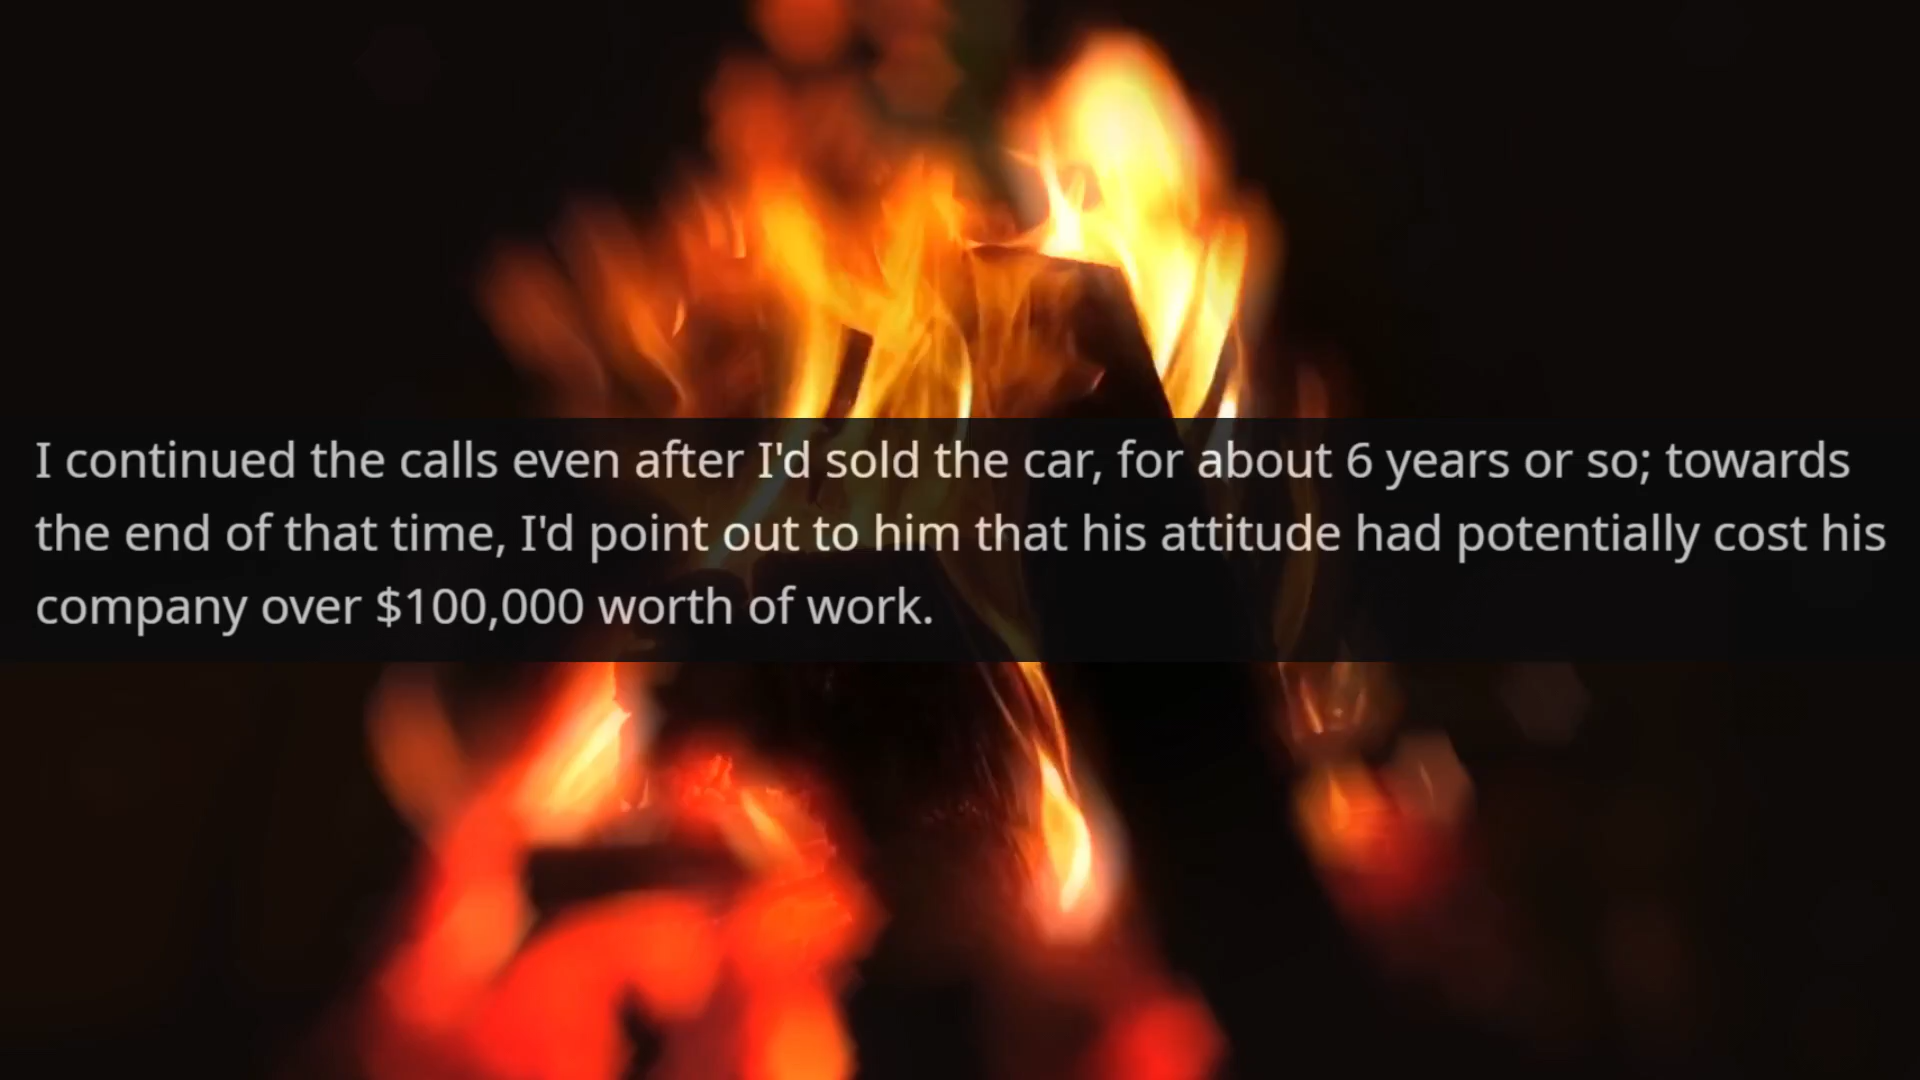 I continued the calls even after I'd sold the car, for about 6 years or so; towards
the end of that time, I'd point out to him that his attitude had potentially cost his
company over $100,000 worth of work.